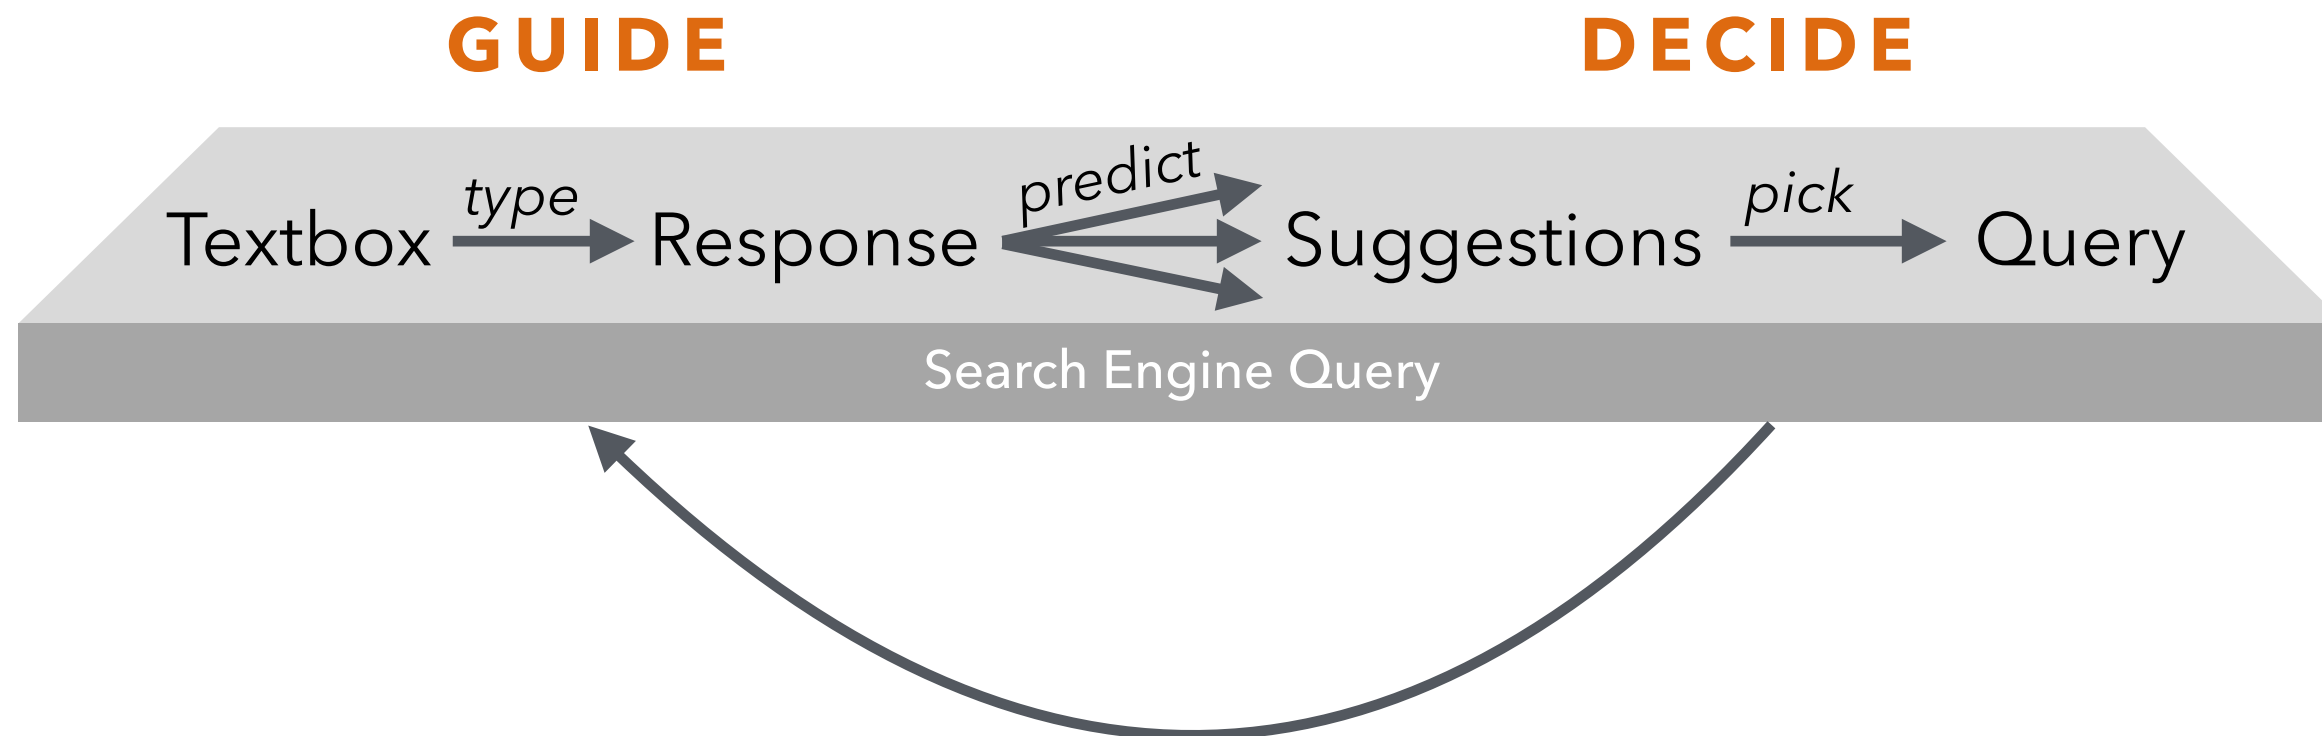 GUIDE DECIDE
type predict pick
Textbox Response Suggestions Query
Search Engine Query